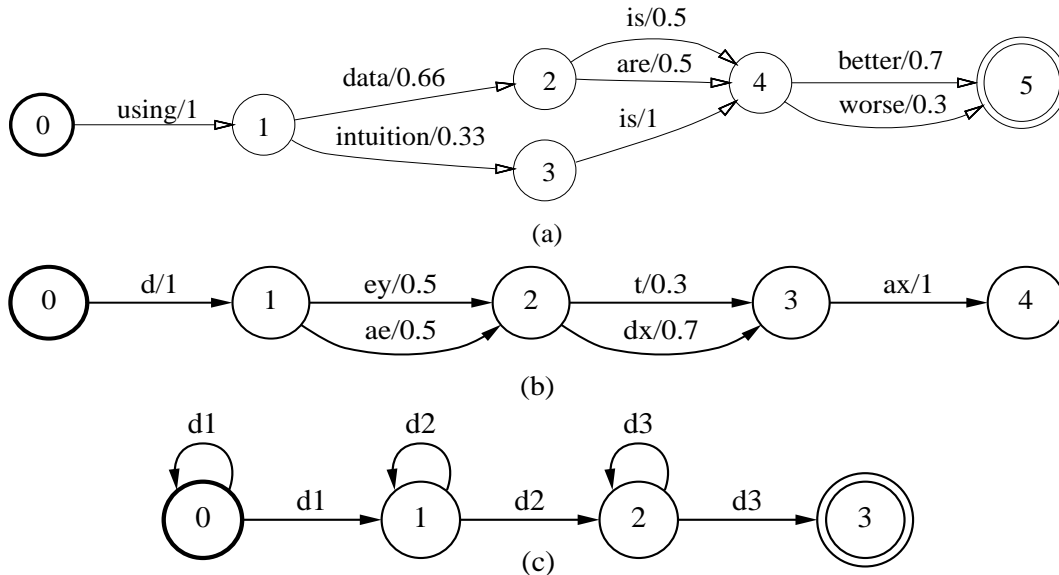 is/0.5
data/0.66 2 are/0.5 better/0.7
using/1 4 5
0 1 worse/0.3
intuition/0.33 is/1
3
(a)
d/1 ey/0.5 t/0.3 ax/1
0 1 2 3 4
ae/0.5 dx/0.7
(b)
d1 d2 d3
0 d1 1 d2 2 d3 3
(c)